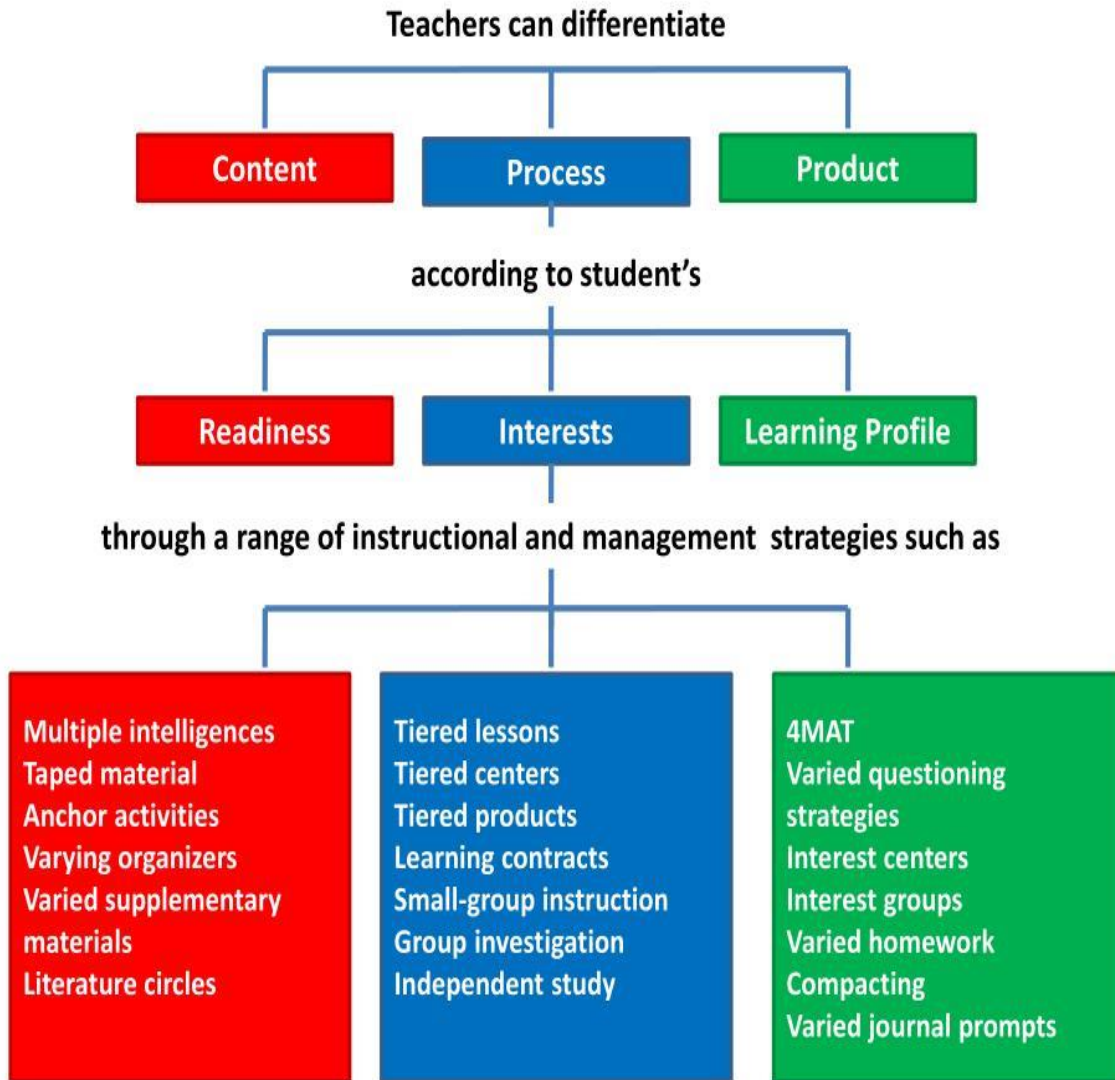 Teachers can differentiate
Content
Process
Product
according to student's
Readiness
Interests
Learning Profile
through a range of instructional and management strategies such as
Multiple intelligences
Taped material
Anchor activities
Varying organizers
Varied supplementary
materials
Literature circles
Tiered lessons
Tiered centers
Tiered products
Learning contracts
Small-group instruction
Group investigation
Independent study
4MAT
Varied questioning
strategies
Interest centers
Interest groups
Varied homework
Compacting
Varied journal prompts